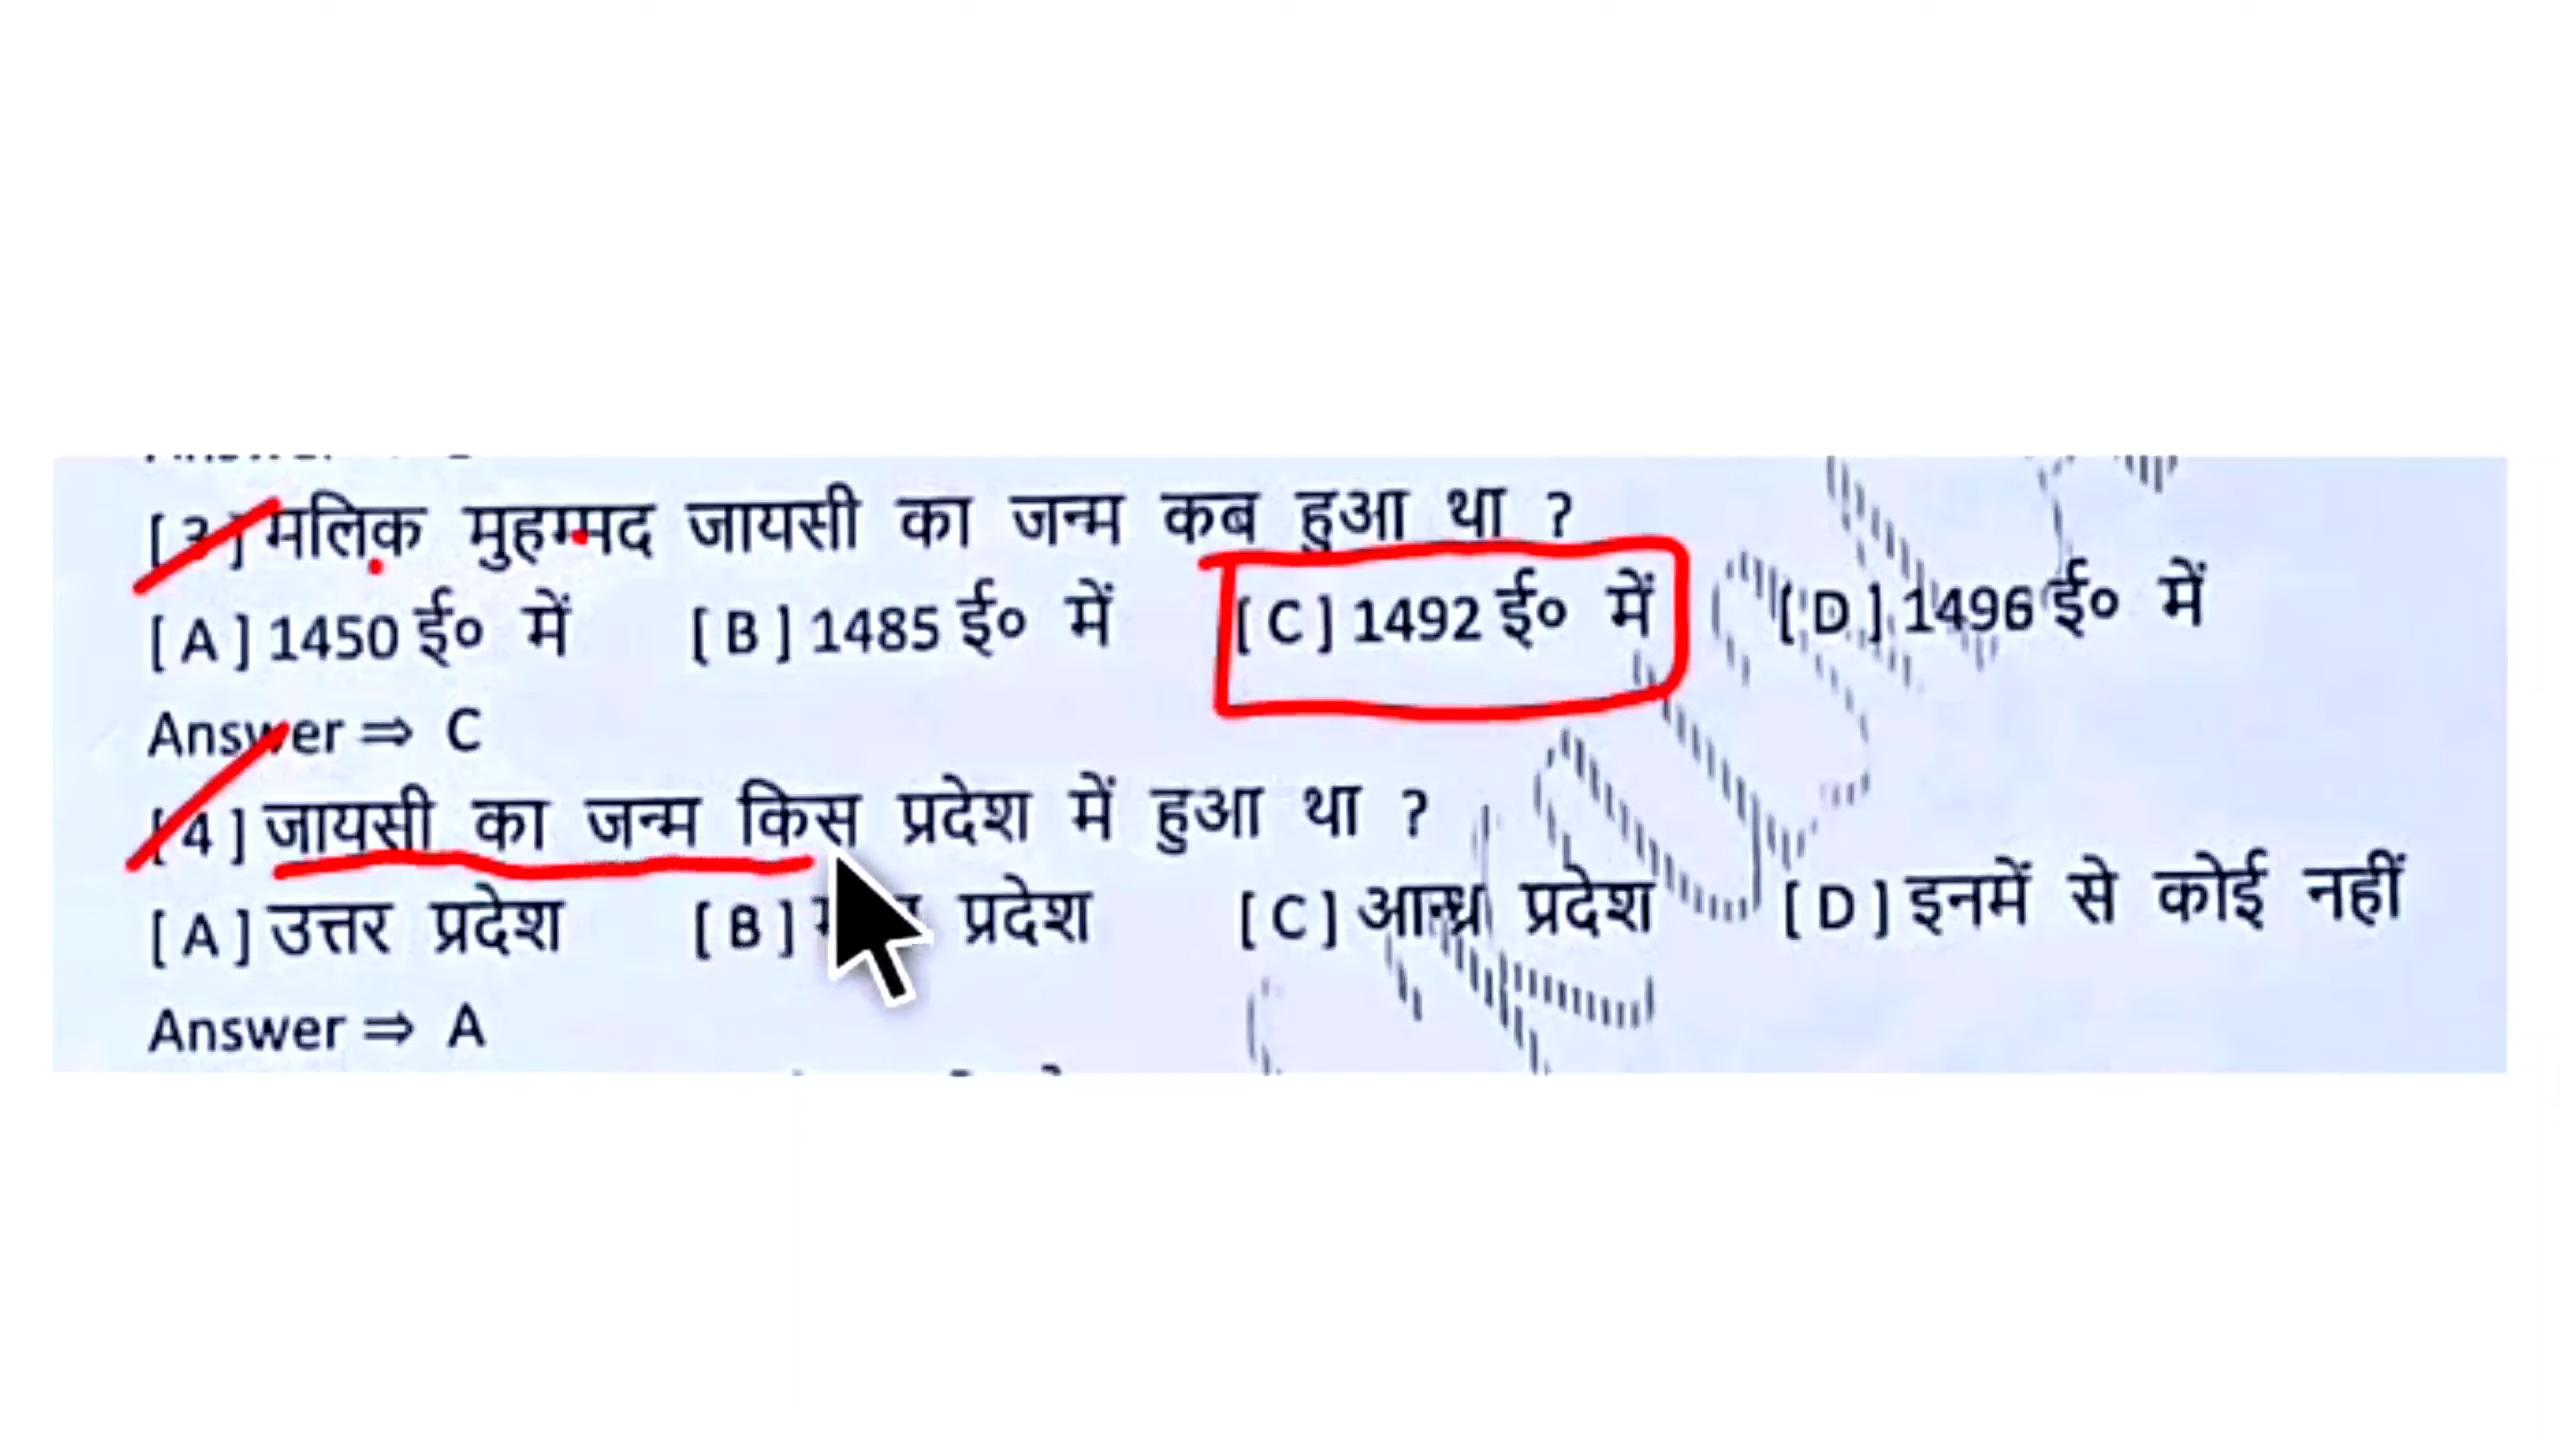 [ 3 ] मलिक मुहम्मद जायसी का जन्म कब हुआ था ?
[ A ] 1450 ई० में [ B ] 1485 ई० में [ C ] 1492 ई० में [ D ] 1496 ई० में
Answer ⇒ C
[ 4 ] जायसी का जन्म किस प्रदेश में हुआ था ?
[ A ] उत्तर प्रदेश [ B ] प्रदेश [ C ] आन्ध्र प्रदेश [ D ] इनमें से कोई नहीं
Answer ⇒ A